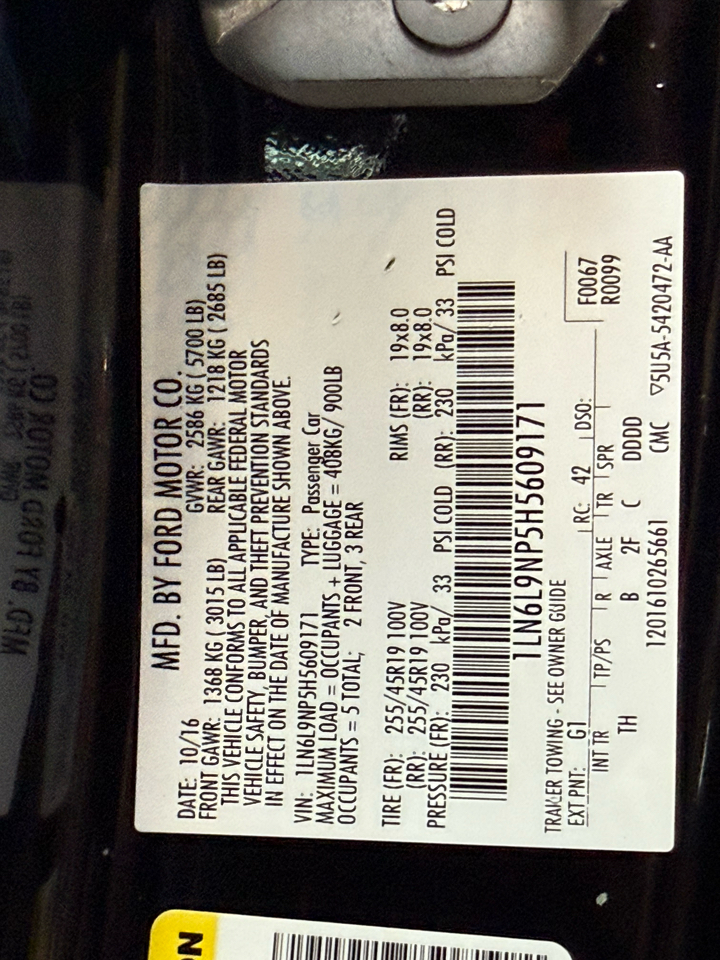 MFD. BY FORD MOTOR CO.
DATE: 10/16 GVWR: 2586 KG ( 5700 LB)
FRONT GAWR: 1368 KG ( 3015 LB) REAR GAWR: 1218 KG ( 2685 LB)
THIS VEHICLE CONFORMS TO ALL APPLICABLE FEDERAL MOTOR
VEHICLE SAFETY, BUMPER, AND THEFT PREVENTION STANDARDS
IN EFFECT ON THE DATE OF MANUFACTURE SHOWN ABOVE.
VIN: 1LN6L9NP5H5609171 TYPE: Passenger Car
MAXIMUM LOAD = OCCUPANTS + LUGGAGE = 408KG/ 900LB
OCCUPANTS = 5 TOTAL; 2 FRONT, 3 REAR
TIRE (FR): 255/45R19 100V RIMS (FR): 19x8.0
(RR): 255/45R19 100V (RR): 19x8.0
PRESSURE (FR): 230 kPa/ 33 PSI COLD (RR): 230 kPa/ 33 PSI COLD
1LN6L9NP5H5609171
TRAILER TOWING - SEE OWNER GUIDE
EXT PNT: G1 RC: 42 DSO: F0067
INT TR TP/PS R AXLE TR SPR R0099
TH B 2F C DDDD
1201610265661 CMC ▽5U5A-5420472-AA